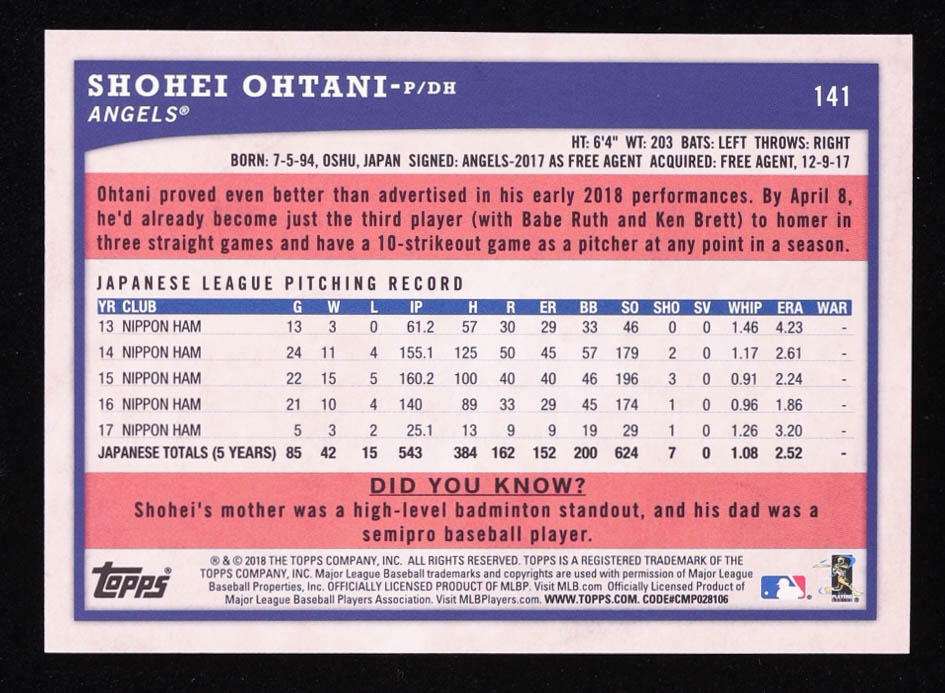 SHOHEI OHTANI-P/DH
141
ANGELS®
HT: 6'4" WT: 203 BATS: LEFT THROWS: RIGHT
BORN: 7-5-94, OSHU, JAPAN SIGNED: ANGELS-2017 AS FREE AGENT ACQUIRED: FREE AGENT, 12-9-17
Ohtani proved even better than advertised in his early 2018 performances. By April 8,
he'd already become just the third player (with Babe Ruth and Ken Brett) to homer in
three straight games and have a 10-strikeout game as a pitcher at any point in a season.
JAPANESE LEAGUE PITCHING RECORD
YR CLUB G W L IP H R ER BB SO SHO SV WHIP ERA WAR
13 NIPPON HAM 13 3 0 61.2 57 30 29 33 46 0 0 1.46 4.23 -
14 NIPPON HAM 24 11 4 155.1 125 50 45 57 179 2 0 1.17 2.61 -
15 NIPPON HAM 22 15 5 160.2 100 40 40 46 196 3 0 0.91 2.24 -
16 NIPPON HAM 21 10 4 140 89 33 29 45 174 1 0 0.96 1.86 -
17 NIPPON HAM 5 3 2 25.1 13 9 9 19 29 1 0 1.26 3.20 -
JAPANESE TOTALS (5 YEARS) 85 42 15 543 384 162 152 200 624 7 0 1.08 2.52 -
DID YOU KNOW?
Shohei's mother was a high-level badminton standout, and his dad was a
semipro baseball player.
Topps®
® & © 2018 THE TOPPS COMPANY, INC. ALL RIGHTS RESERVED. TOPPS IS A REGISTERED TRADEMARK OF THE
TOPPS COMPANY, INC. Major League Baseball trademarks and copyrights are used with permission of Major League
Baseball Properties, Inc. OFFICIALLY LICENSED PRODUCT OF MLBP. Visit MLB.com Officially Licensed Product of
Major League Baseball Players Association. Visit MLBPlayers.com. WWW.TOPPS.COM. CODE#CMP028106